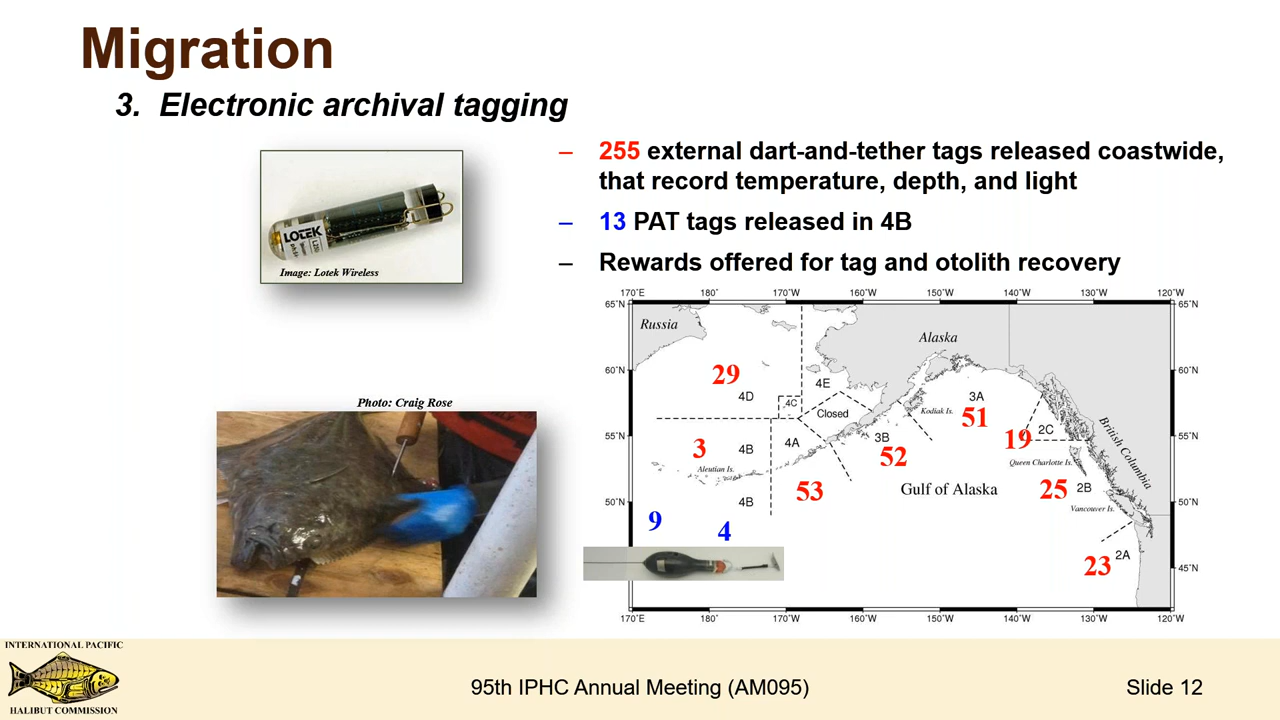 Migration
3. Electronic archival tagging
– 255 external dart-and-tether tags released coastwide,
that record temperature, depth, and light
– 13 PAT tags released in 4B
– Rewards offered for tag and otolith recovery
LOTEK
Image: Lotek Wireless
Photo: Craig Rose
170˚E 180˚ 170˚W 160˚W 150˚W 140˚W 130˚W 120˚W
65˚N 65˚N
Russia
Alaska
60˚N 60˚N
29
4E
4D
4C
3A
Closed
Kodiak Is.
51
British Columbia
2C
55˚N 55˚N
3
4B
4A
3B
19
52
Aleutian Is.
Queen Charlotte Is.
53
Gulf of Alaska
25
2B
50˚N 50˚N
4B
Vancouver Is.
9
4
2A
23
45˚N
170˚E 180˚ 170˚W 160˚W 150˚W 140˚W 130˚W 120˚W
INTERNATIONAL PACIFIC
HALIBUT COMMISSION
95th IPHC Annual Meeting (AM095)
Slide 12